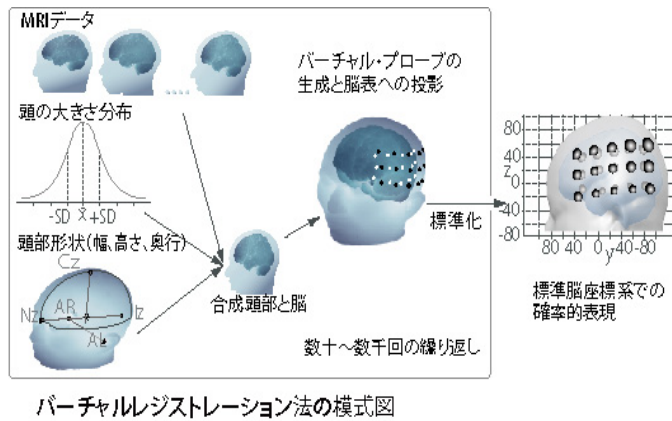 MRIデータ
バーチャル・プローブの
生成と脳表への投影
頭の大きさ分布
-SD x̄ +SD
頭部形状(幅、高さ、奥行)
Cz
AR
Nz
Iz
AL
合成頭部と脳
標準化
数十～数千回の繰り返し
80
40
z 0
-40
-80
80 40 0 y -40 -80
標準脳座標系での
確率的表現
バーチャルレジストレーション法の模式図